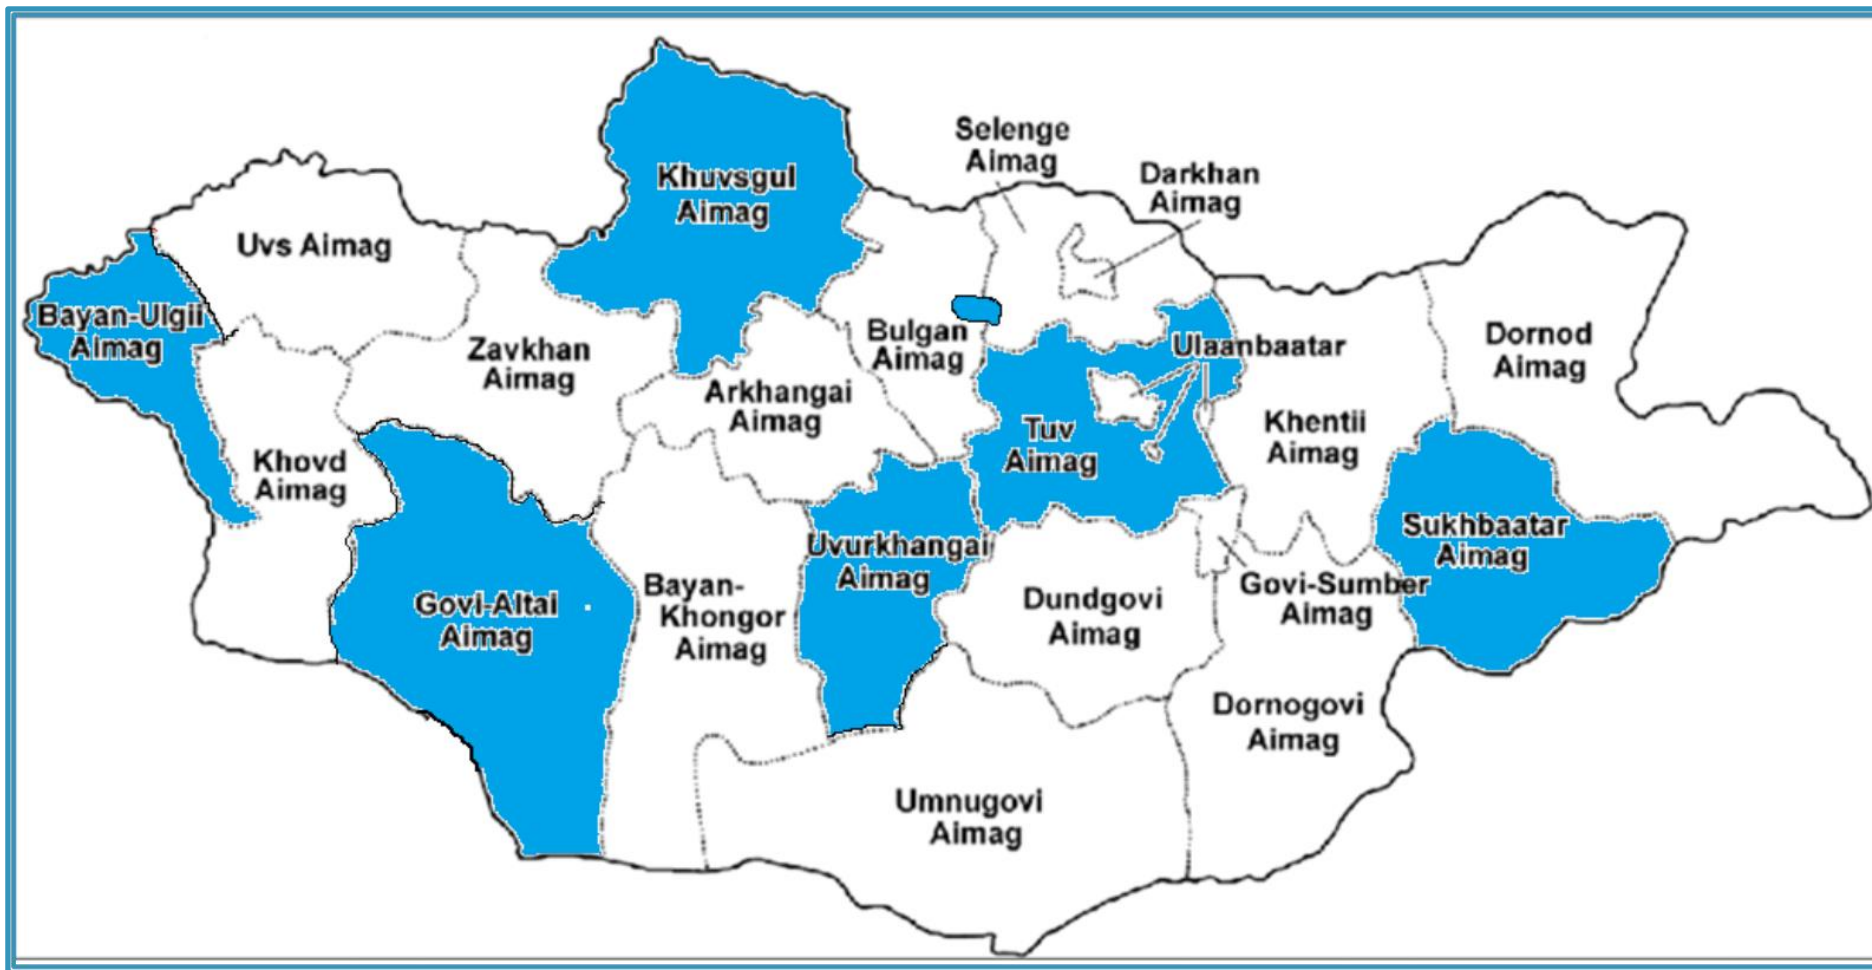 Selenge
Aimag
Darkhan
Aimag
Khuvsgul
Aimag
Uvs Aimag
Bayan-Ulgii
Aimag
Zavkhan
Aimag
Bulgan
Aimag
Ulaanbaatar
Dornod
Aimag
Arkhangai
Aimag
Khovd
Aimag
Tuv
Aimag
Khentii
Aimag
Sukhbaatar
Aimag
Uvurkhangai
Aimag
Govi-Altai
Aimag
Bayan-
Khongor
Aimag
Dundgovi
Aimag
Govi-Sumber
Aimag
Dornogovi
Aimag
Umnugovi
Aimag